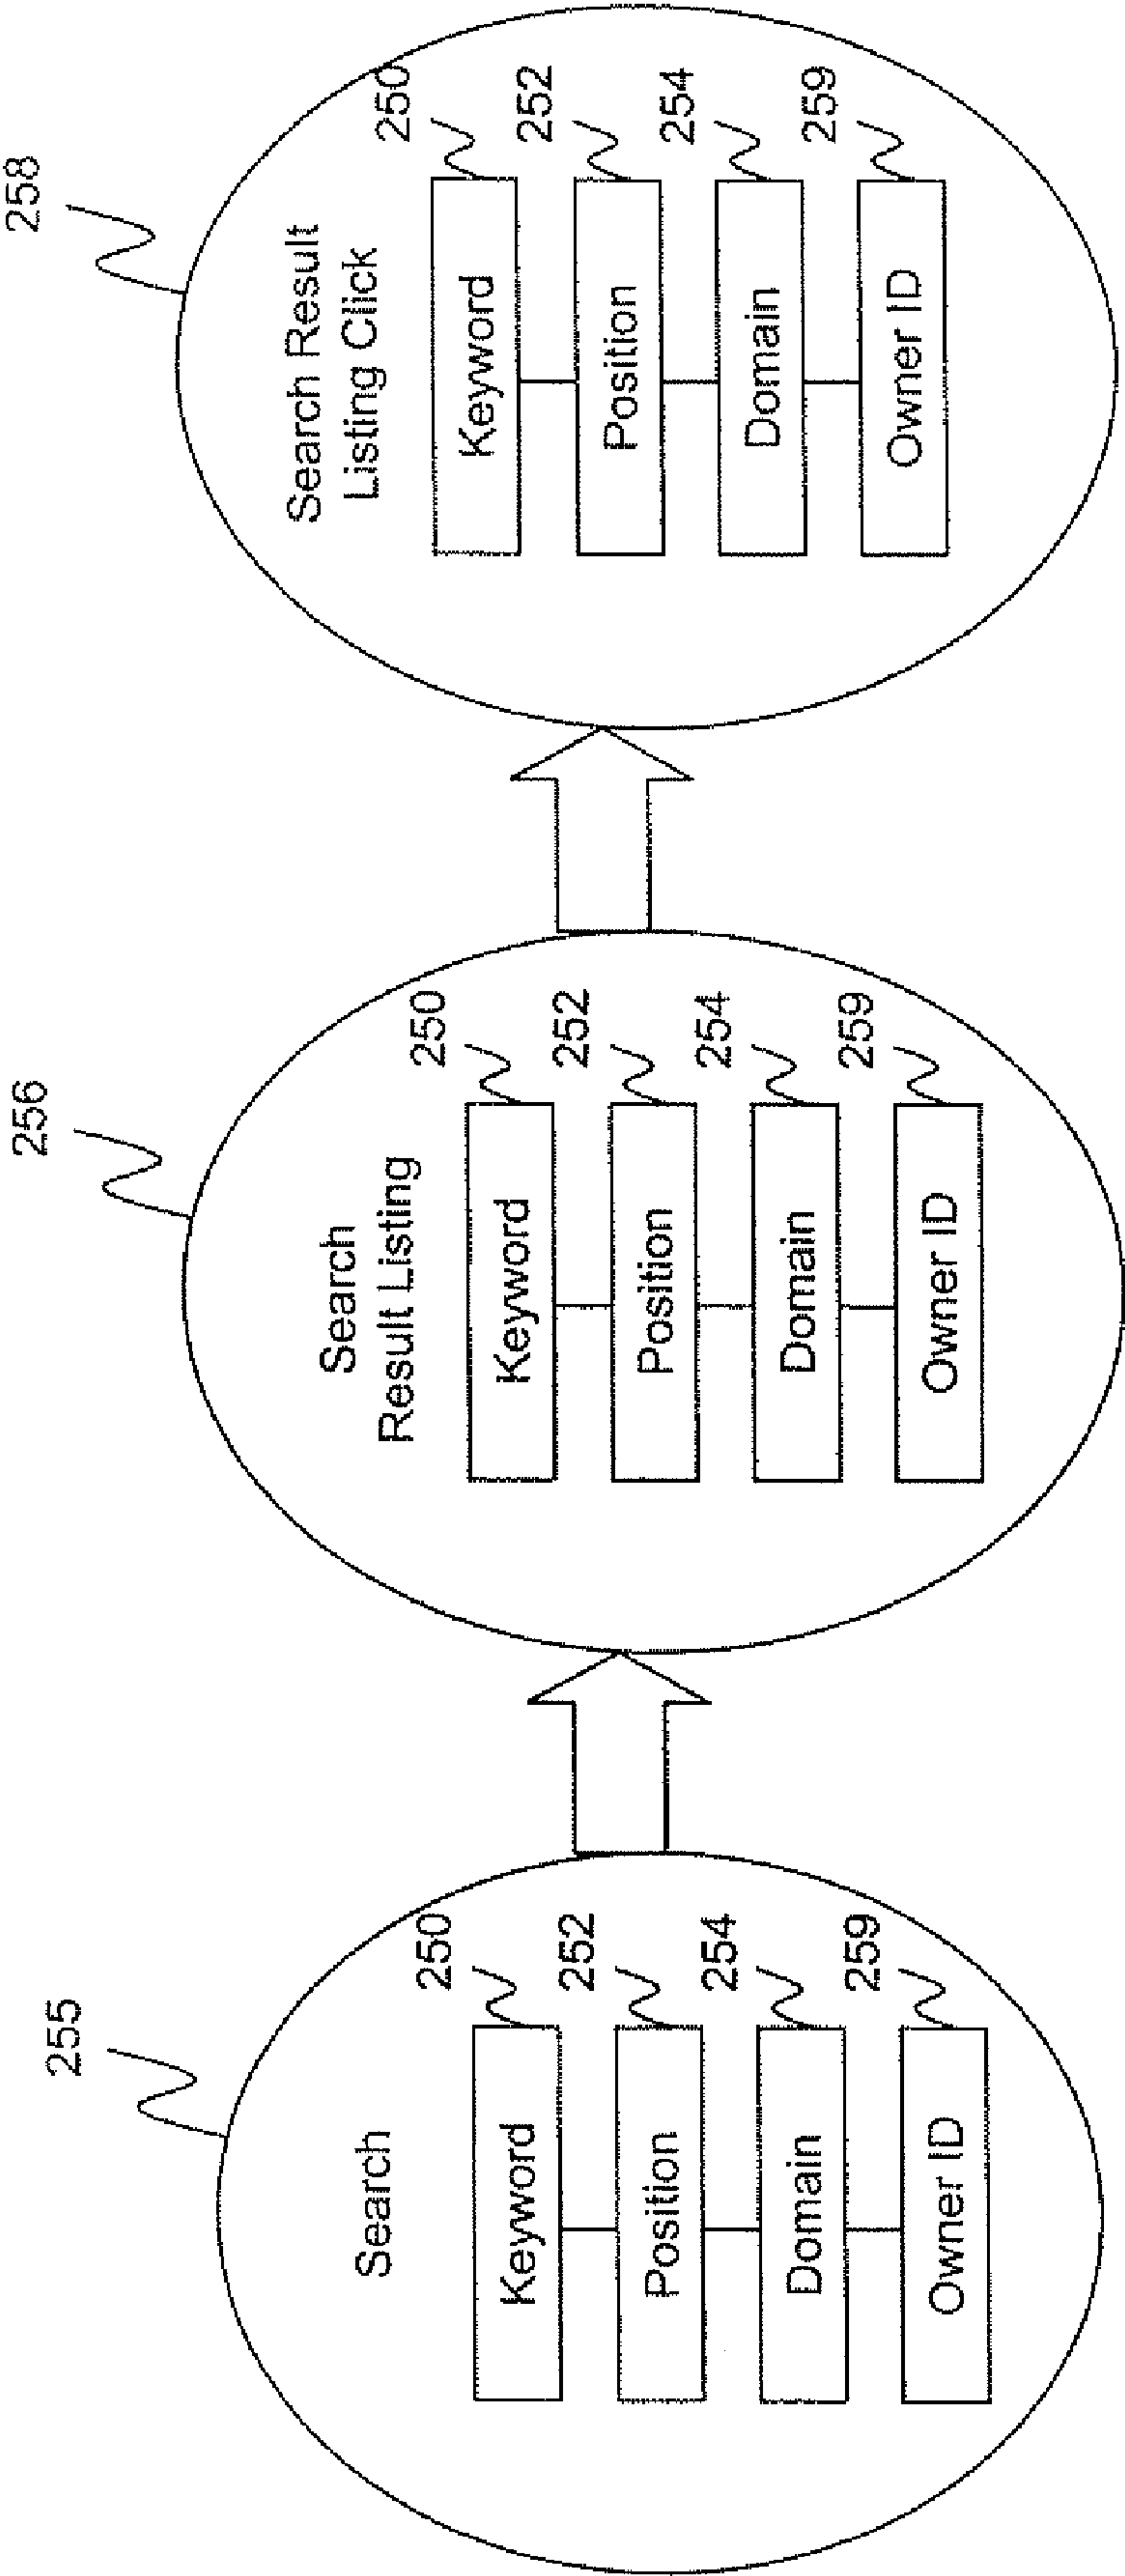 255
Search
250
Keyword
252
Position
254
Domain
259
Owner ID
256
Search
Result Listing
250
Keyword
252
Position
254
Domain
259
Owner ID
258
Search Result
Listing Click
250
Keyword
252
Position
254
Domain
259
Owner ID